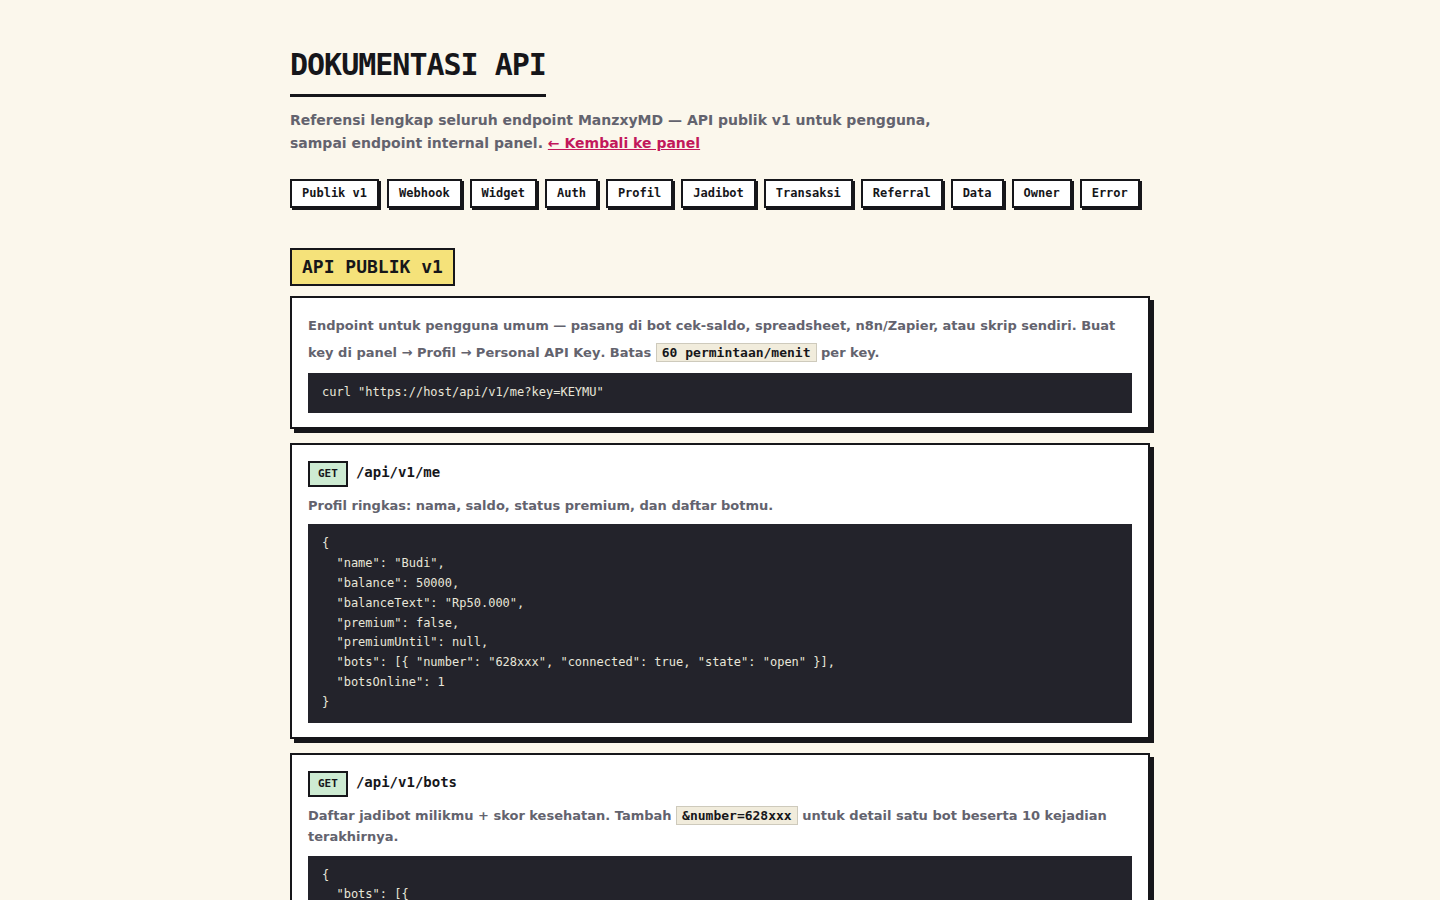 DOKUMENTASI API
Referensi lengkap seluruh endpoint ManzxyMD — API publik v1 untuk pengguna,
sampai endpoint internal panel. ← Kembali ke panel
Publik v1 Webhook Widget Auth Profil Jadibot Transaksi Referral Data Owner Error
API PUBLIK v1
Endpoint untuk pengguna umum — pasang di bot cek-saldo, spreadsheet, n8n/Zapier, atau skrip sendiri. Buat
key di panel → Profil → Personal API Key. Batas 60 permintaan/menit per key.
curl "https://host/api/v1/me?key=KEYMU"
GET /api/v1/me
Profil ringkas: nama, saldo, status premium, dan daftar botmu.
{
  "name": "Budi",
  "balance": 50000,
  "balanceText": "Rp50.000",
  "premium": false,
  "premiumUntil": null,
  "bots": [{ "number": "628xxx", "connected": true, "state": "open" }],
  "botsOnline": 1
}
GET /api/v1/bots
Daftar jadibot milikmu + skor kesehatan. Tambah &number=628xxx untuk detail satu bot beserta 10 kejadian
terakhirnya.
{
  "bots": [{